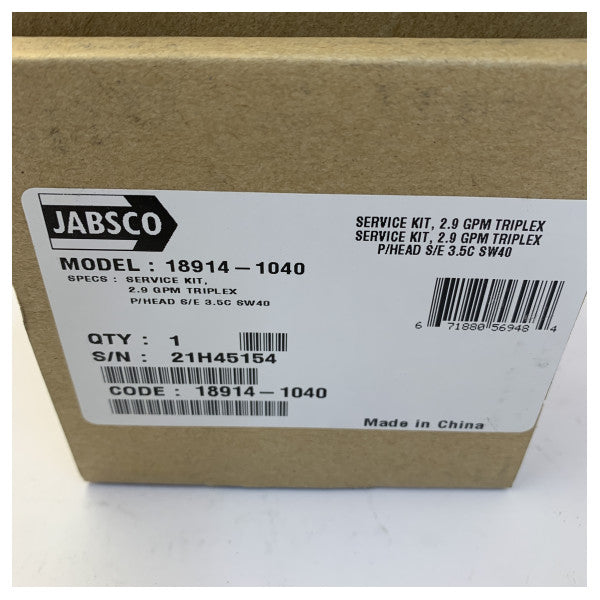 JABSCO
MODEL : 18914-1040
SPECS : SERVICE KIT,
2.9 GPM TRIPLEX
P/HEAD S/E 3.5C SW40
QTY : 1
S/N : 21H45154
CODE : 18914-1040
SERVICE KIT, 2.9 GPM TRIPLEX
SERVICE KIT, 2.9 GPM TRIPLEX
P/HEAD S/E 3.5C SW40
6 71880 56948 4
Made in China